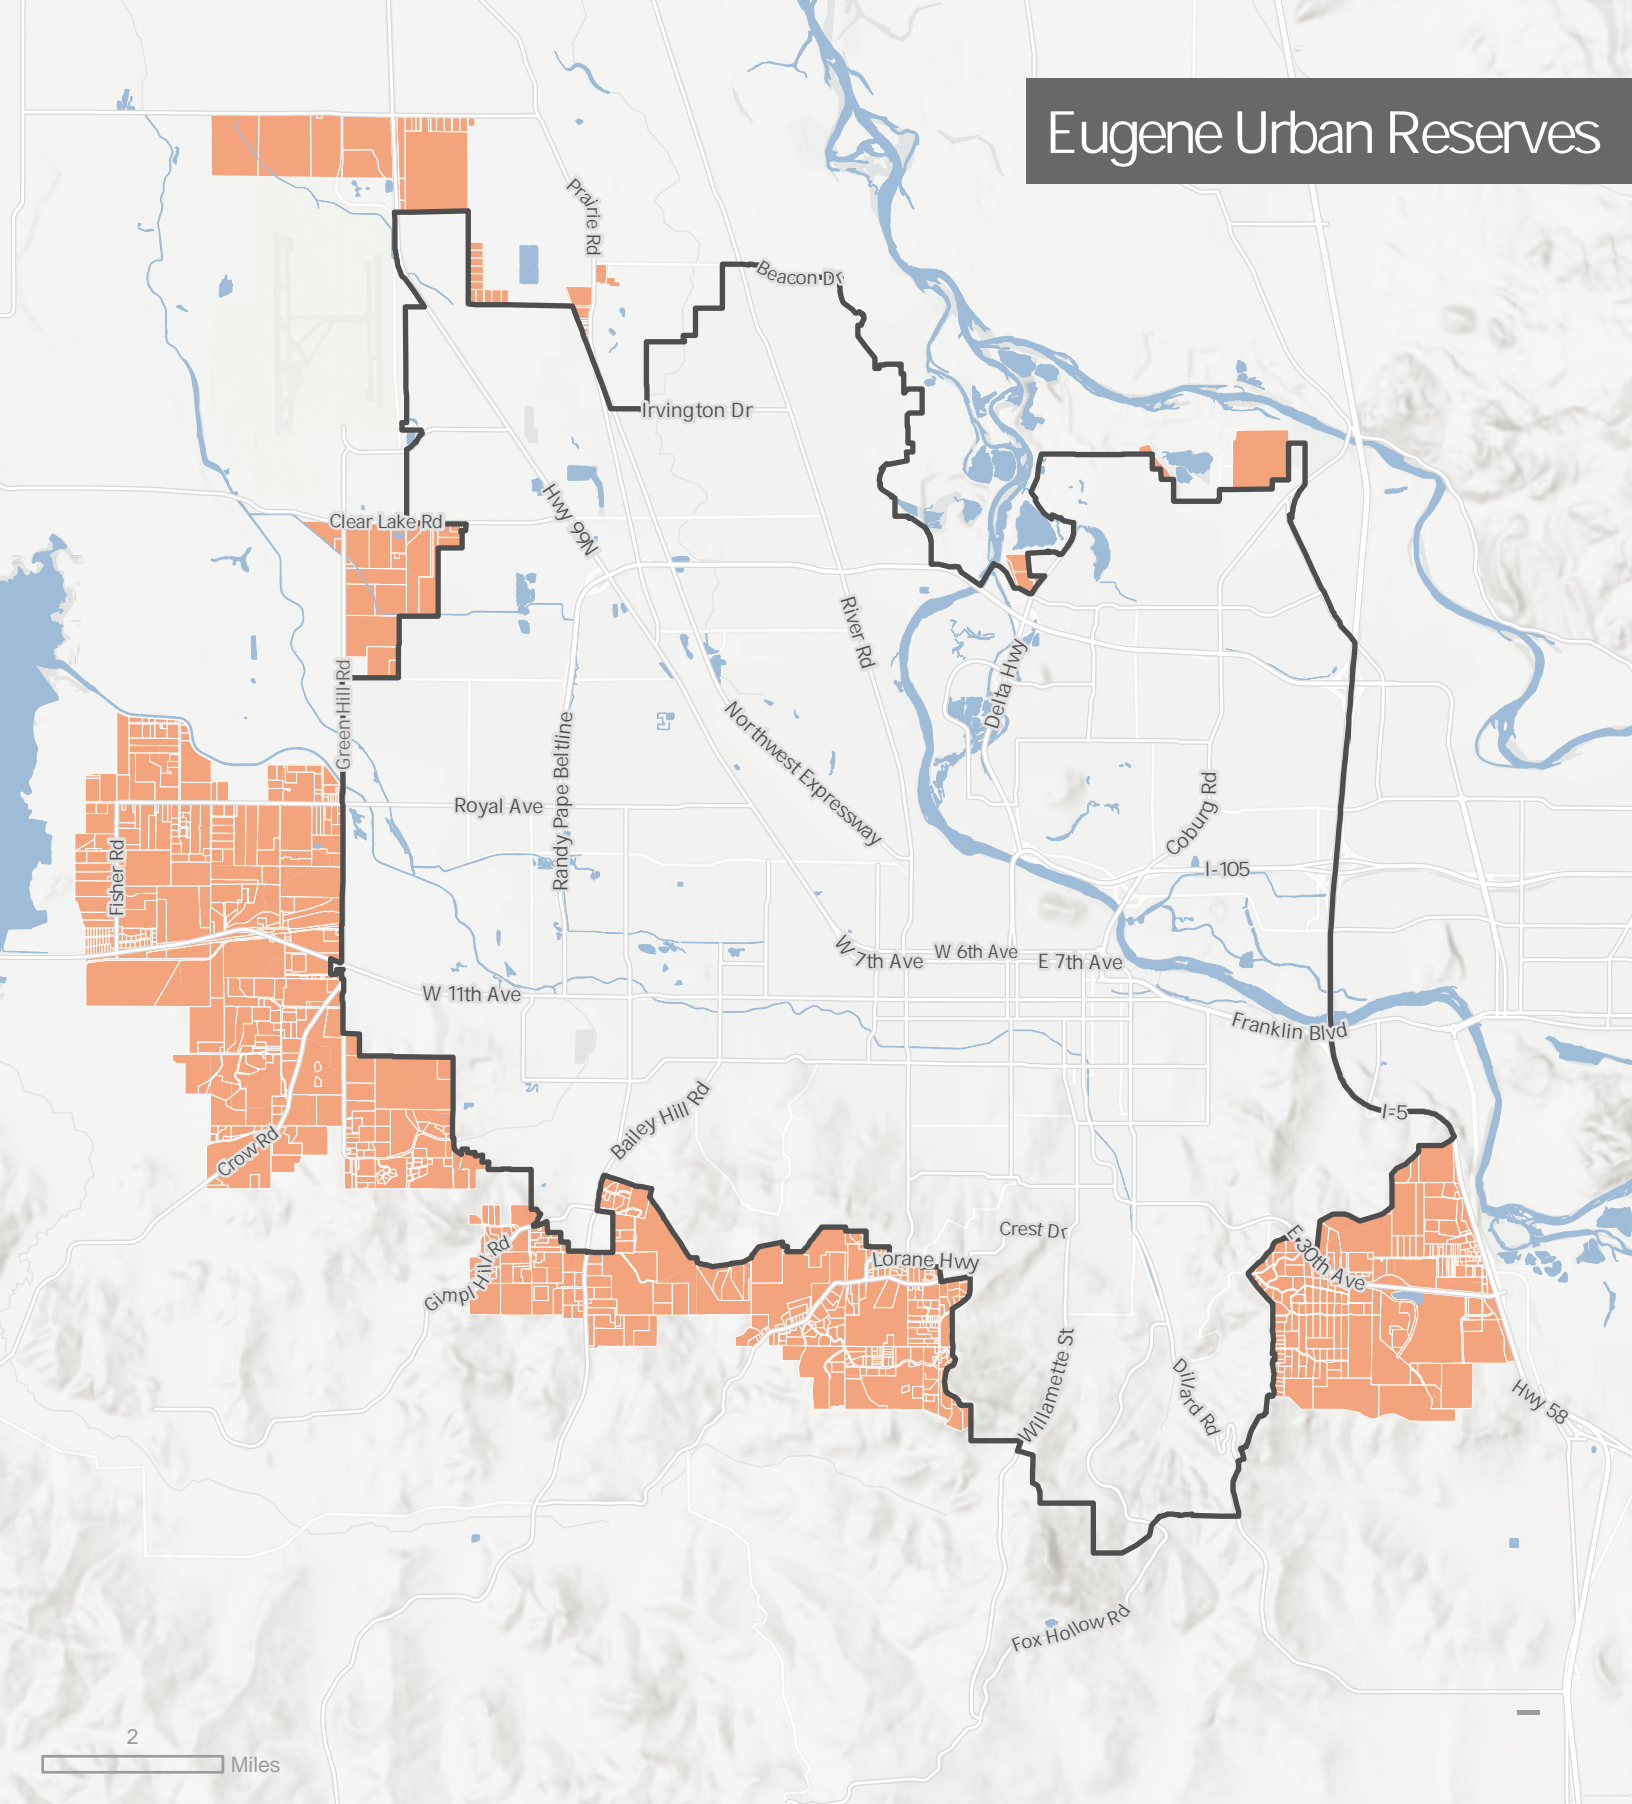 Eugene Urban Reserves
Prairie Rd
Beacon Dr
Irvington Dr
Clear Lake Rd
Hwy 99N
River Rd
Delta Hwy
Green Hill Rd
Northwest Expressway
Randy Pape Beltline
Royal Ave
Coburg Rd
Fisher Rd
I-105
W 7th Ave
W 6th Ave
E 7th Ave
W 11th Ave
Franklin Blvd
Bailey Hill Rd
I-5
Crow Rd
Crest Dr
Gimpl Hill Rd
Lorane Hwy
E 30th Ave
Willamette St
Dillard Rd
Hwy 58
Fox Hollow Rd
2
Miles